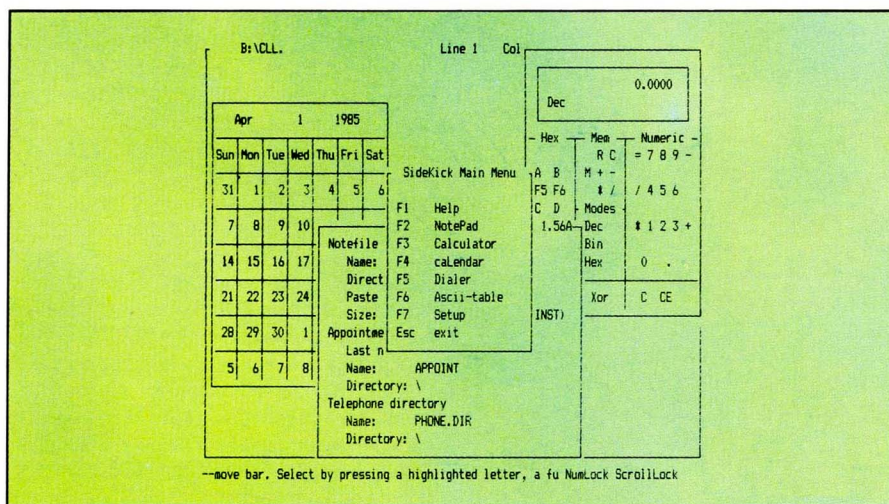 B:\CLL. Line 1 Col
0.0000
Dec
Apr 1 1985
Hex Mem Numeric
Sun Mon Tue Wed Thu Fri Sat
R C = 7 8 9 -
SideKick Main Menu
A B M + -
31 1 2 3 4 5 6
F5 F6 * / / 4 5 6
F1 Help
C D Modes
7 8 9 10
F2 NotePad
1.56A Dec * 1 2 3 +
Notefile
F3 Calculator
Bin
14 15 16 17
Name:
F4 caLendar
Hex 0 .
Direct
F5 Dialer
21 22 23 24
Paste
F6 Ascii-table
Xor C CE
Size:
F7 Setup
INST)
28 29 30 1
Appointme
Esc exit
Last n
5 6 7 8
Name: APPOINT
Directory: \
Telephone directory
Name: PHONE.DIR
Directory: \
--move bar. Select by pressing a highlighted letter, a fu NumLock ScrollLock